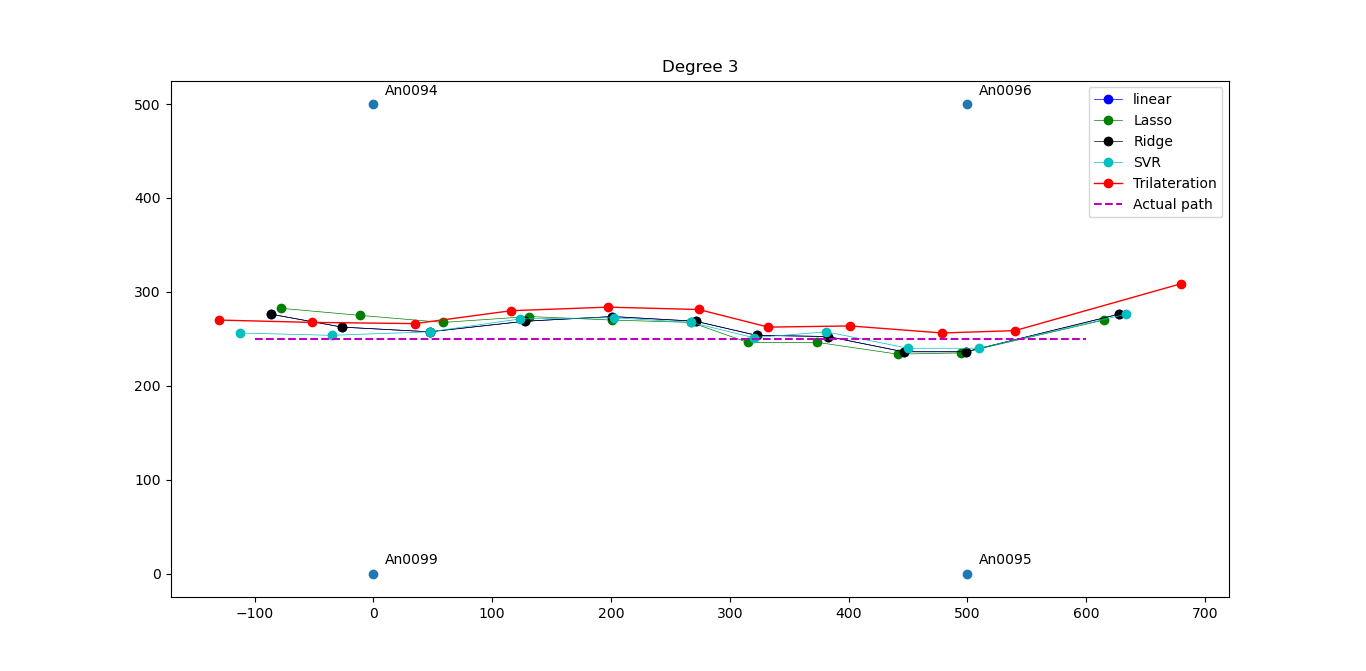 Degree 3
An0094
An0096
linear
Lasso
Ridge
SVR
Trilateration
Actual path
500
400
300
200
100
0
An0099
An0095
−100
0
100
200
300
400
500
600
700